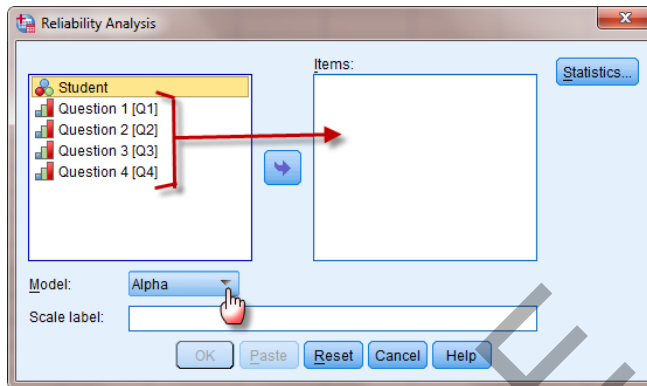 Reliability Analysis
Items:
Statistics...
Student
Question 1 [Q1]
Question 2 [Q2]
Question 3 [Q3]
Question 4 [Q4]
Model: Alpha
Scale label:
OK Paste Reset Cancel Help